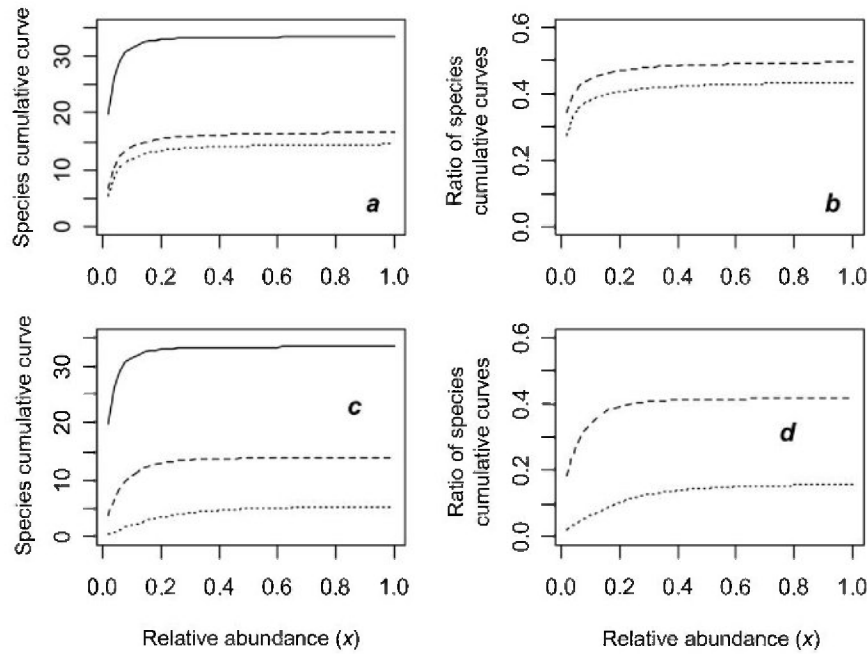 Species cumulative curve
30
20
10
0
a
0.0 0.2 0.4 0.6 0.8 1.0
Ratio of species
cumulative curves
0.6
0.4
0.2
0.0
b
0.0 0.2 0.4 0.6 0.8 1.0
Species cumulative curve
30
20
10
0
c
0.0 0.2 0.4 0.6 0.8 1.0
Relative abundance (x)
Ratio of species
cumulative curves
0.6
0.4
0.2
0.0
d
0.0 0.2 0.4 0.6 0.8 1.0
Relative abundance (x)